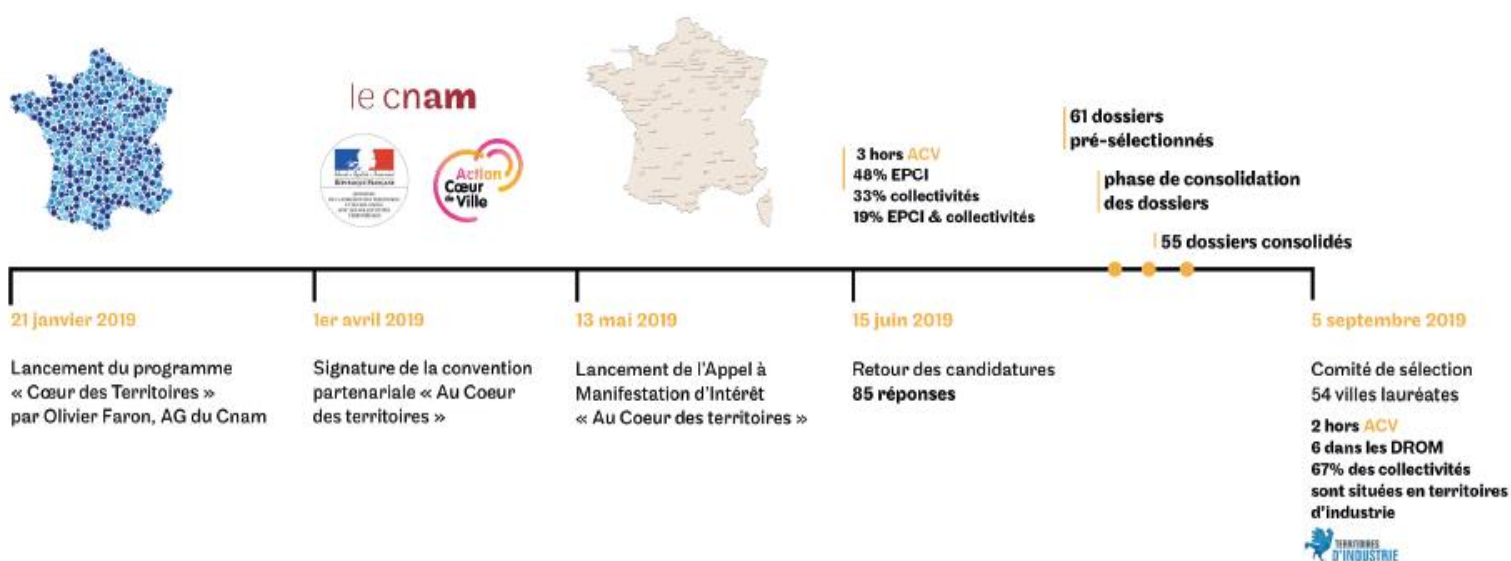 le cnam
RÉPUBLIQUE FRANÇAISE
Action
Cœur
de Ville
3 hors ACV
48% EPCI
33% collectivités
19% EPCI & collectivités
61 dossiers
pré-sélectionnés
phase de consolidation
des dossiers
55 dossiers consolidés
21 janvier 2019
Lancement du programme
« Cœur des Territoires »
par Olivier Faron, AG du Cnam
1er avril 2019
Signature de la convention
partenariale « Au Coeur
des territoires »
13 mai 2019
Lancement de l'Appel à
Manifestation d'Intérêt
« Au Coeur des territoires »
15 juin 2019
Retour des candidatures
85 réponses
5 septembre 2019
Comité de sélection
54 villes lauréates
2 hors ACV
6 dans les DROM
67% des collectivités
sont situées en territoires
d'industrie
TERRITOIRES
D'INDUSTRIE